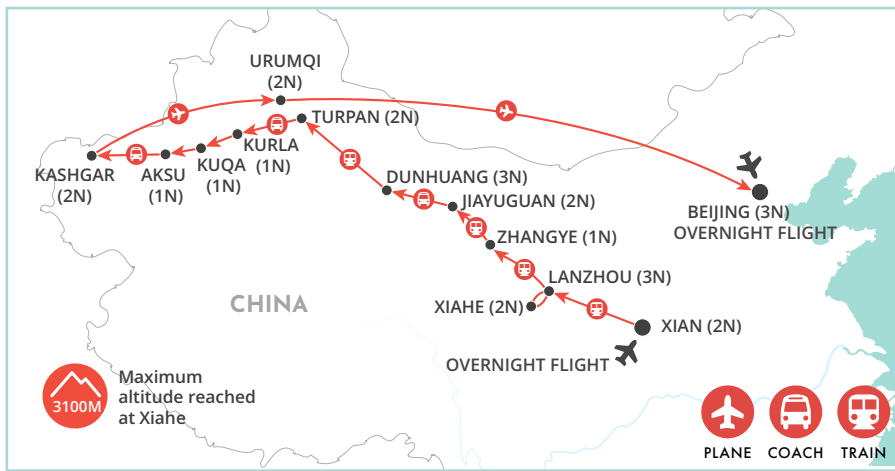 URUMQI
(2N)
TURPAN (2N)
KURLA
(1N)
KUQA
(1N)
AKSU
(1N)
KASHGAR
(2N)
DUNHUANG (3N)
JIAYUGUAN (2N)
ZHANGYE (1N)
BEIJING (3N)
OVERNIGHT FLIGHT
LANZHOU (3N)
CHINA
XIAHE (2N)
XIAN (2N)
OVERNIGHT FLIGHT
3100M
Maximum
altitude reached
at Xiahe
PLANE
COACH
TRAIN